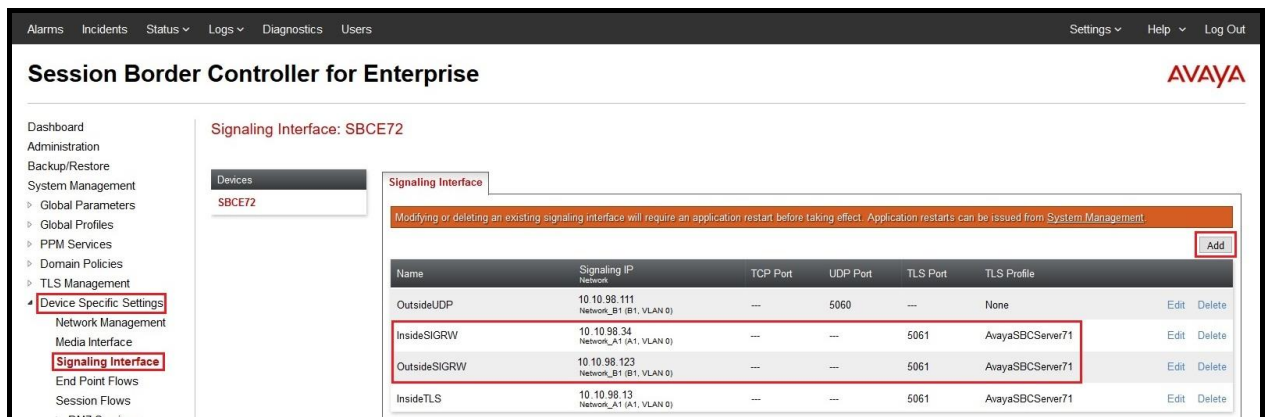 Alarms Incidents Status Logs Diagnostics Users Settings Help Log Out
Session Border Controller for Enterprise
AVAYA
Dashboard
Administration
Backup/Restore
System Management
Global Parameters
Global Profiles
PPM Services
Domain Policies
TLS Management
Device Specific Settings
Network Management
Media Interface
Signaling Interface
End Point Flows
Session Flows
Signaling Interface: SBCE72
Devices
SBCE72
Signaling Interface
Modifying or deleting an existing signaling interface will require an application restart before taking effect. Application restarts can be issued from System Management.
Add
Name Signaling IP Network TCP Port UDP Port TLS Port TLS Profile
OutsideUDP 10.10.98.111 Network_B1 (B1, VLAN 0) --- 5060 --- None Edit Delete
InsideSIGRW 10.10.98.34 Network_A1 (A1, VLAN 0) --- --- 5061 AvayaSBCServer71 Edit Delete
OutsideSIGRW 10.10.98.123 Network_B1 (B1, VLAN 0) --- --- 5061 AvayaSBCServer71 Edit Delete
InsideTLS 10.10.98.13 Network_A1 (A1, VLAN 0) --- --- 5061 AvayaSBCServer71 Edit Delete